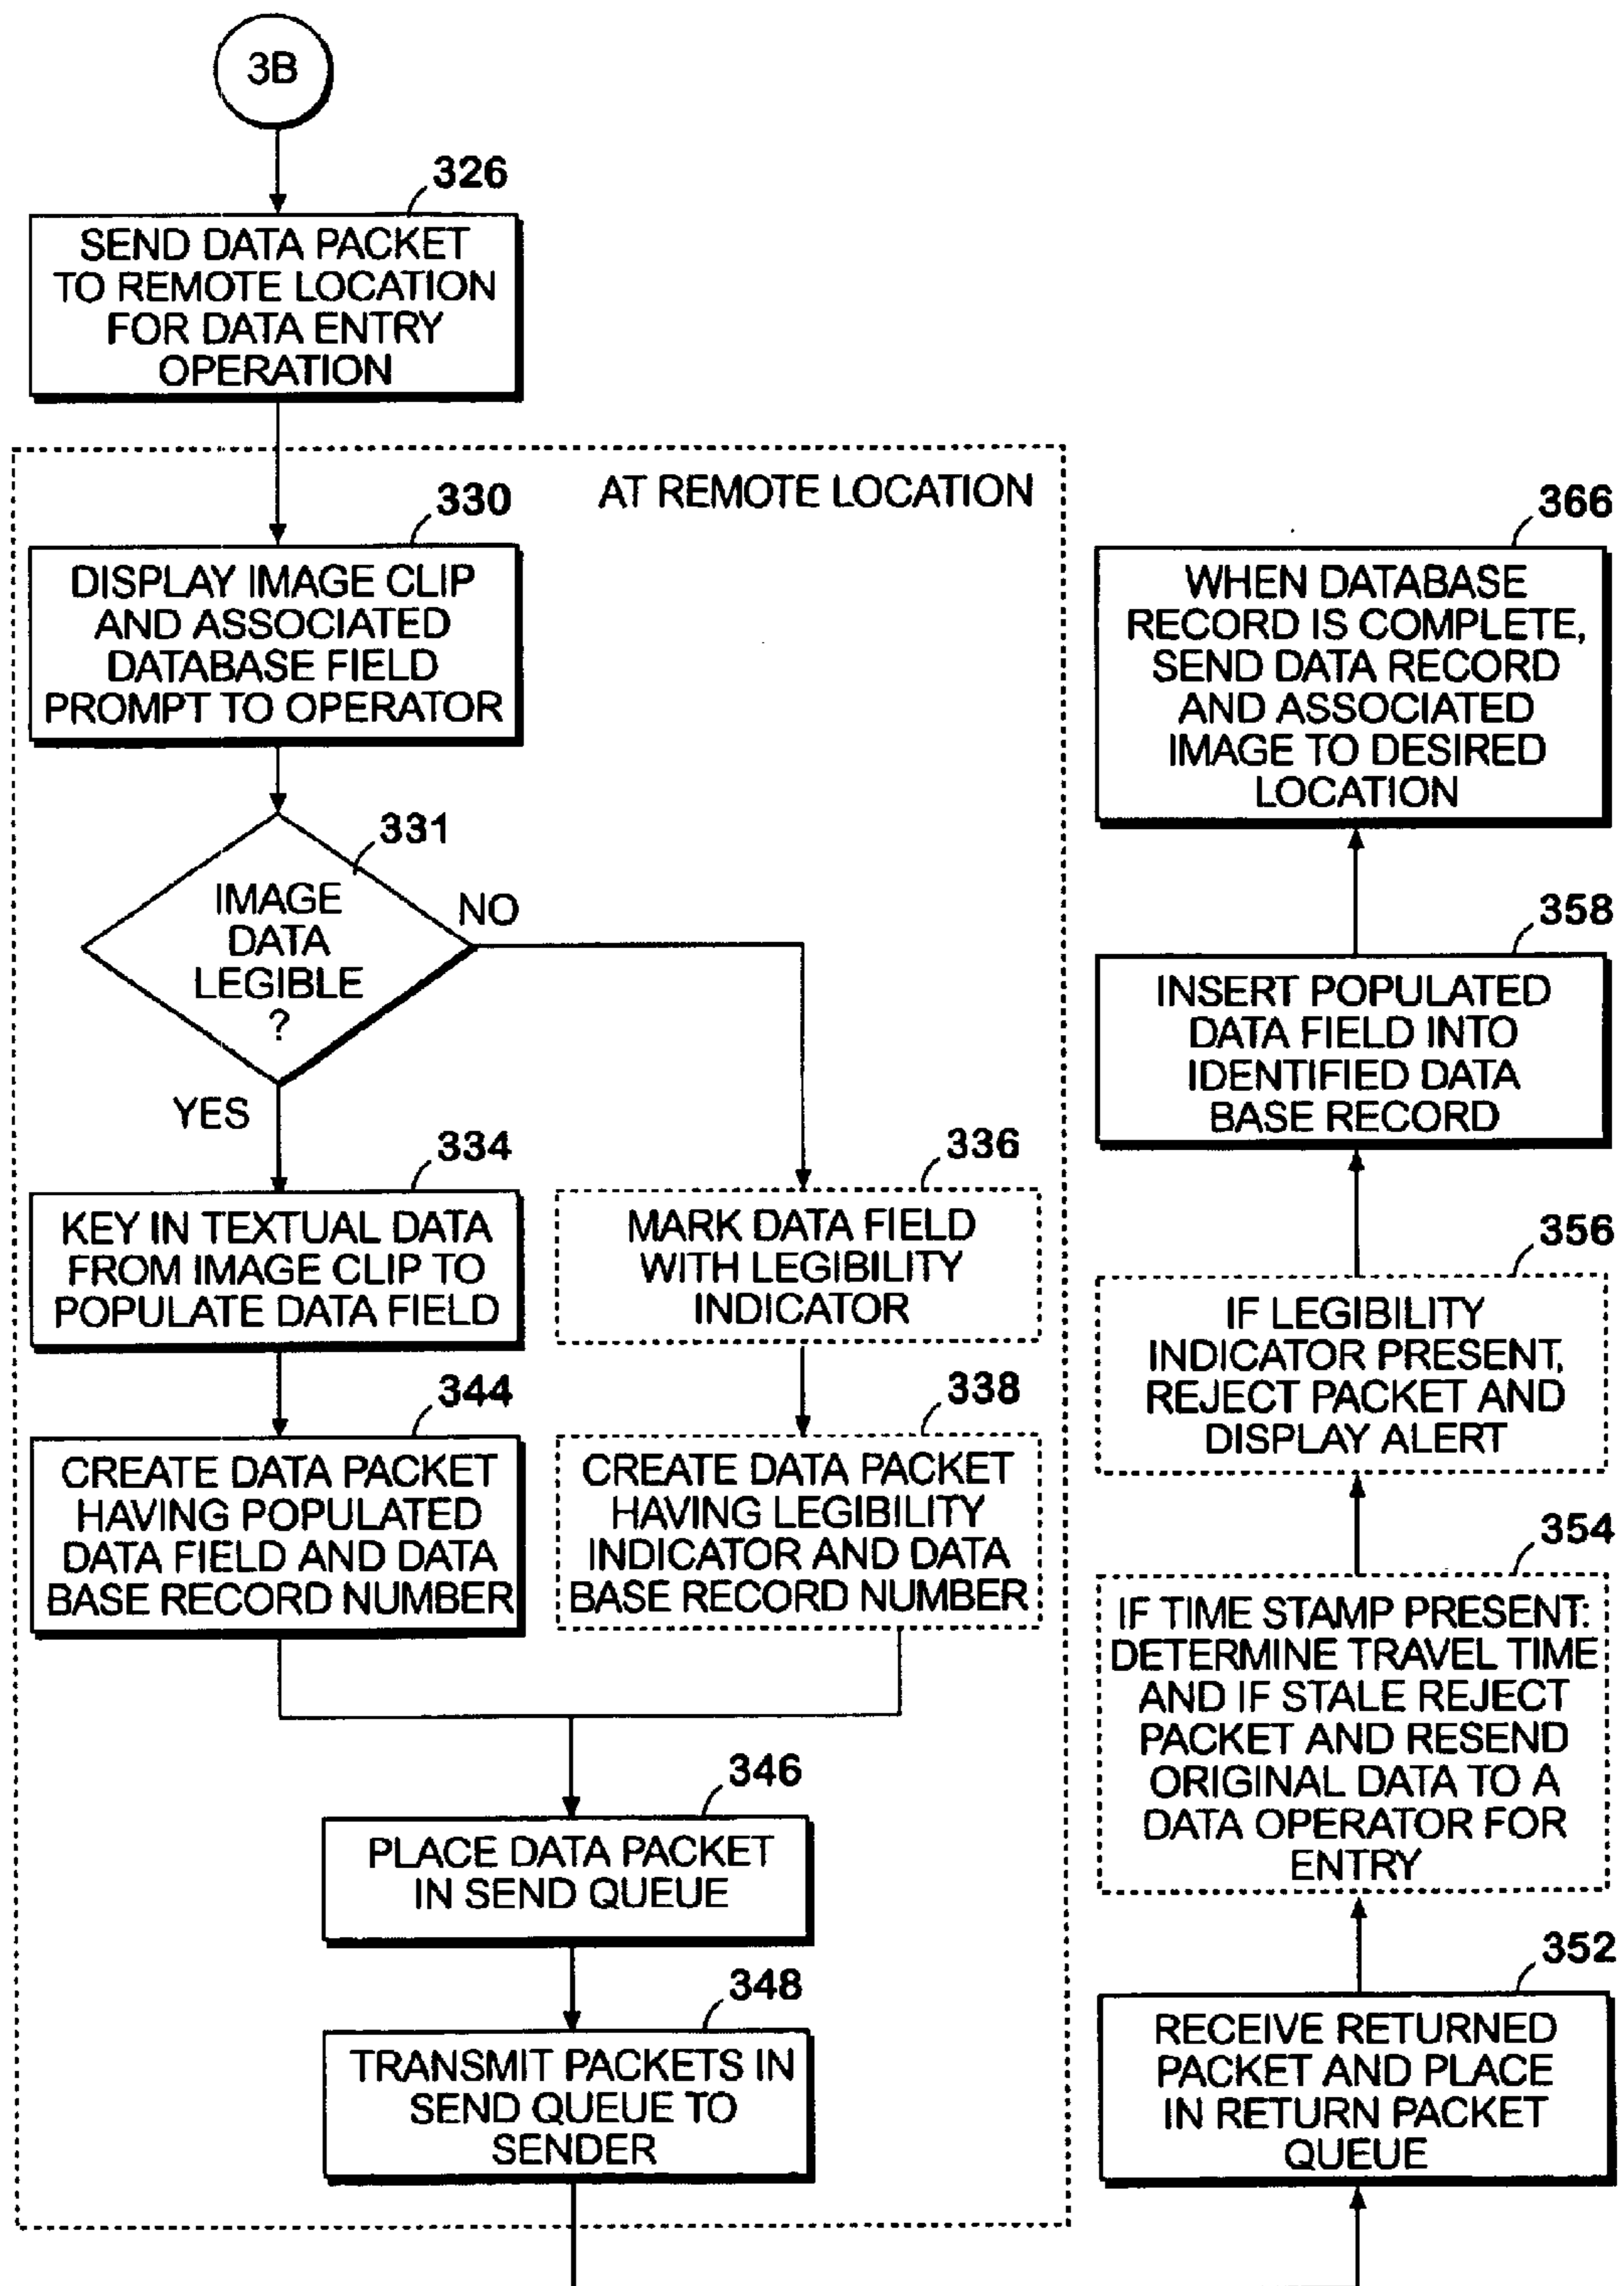 3B
326
SEND DATA PACKET
TO REMOTE LOCATION
FOR DATA ENTRY
OPERATION
AT REMOTE LOCATION
330
DISPLAY IMAGE CLIP
AND ASSOCIATED
DATABASE FIELD
PROMPT TO OPERATOR
331
IMAGE
DATA
LEGIBLE
?
NO
YES
334
KEY IN TEXTUAL DATA
FROM IMAGE CLIP TO
POPULATE DATA FIELD
336
MARK DATA FIELD
WITH LEGIBILITY
INDICATOR
344
CREATE DATA PACKET
HAVING POPULATED
DATA FIELD AND DATA
BASE RECORD NUMBER
338
CREATE DATA PACKET
HAVING LEGIBILITY
INDICATOR AND DATA
BASE RECORD NUMBER
346
PLACE DATA PACKET
IN SEND QUEUE
348
TRANSMIT PACKETS IN
SEND QUEUE TO
SENDER
352
RECEIVE RETURNED
PACKET AND PLACE
IN RETURN PACKET
QUEUE
354
IF TIME STAMP PRESENT:
DETERMINE TRAVEL TIME
AND IF STALE REJECT
PACKET AND RESEND
ORIGINAL DATA TO A
DATA OPERATOR FOR
ENTRY
356
IF LEGIBILITY
INDICATOR PRESENT,
REJECT PACKET AND
DISPLAY ALERT
358
INSERT POPULATED
DATA FIELD INTO
IDENTIFIED DATA
BASE RECORD
366
WHEN DATABASE
RECORD IS COMPLETE,
SEND DATA RECORD
AND ASSOCIATED
IMAGE TO DESIRED
LOCATION